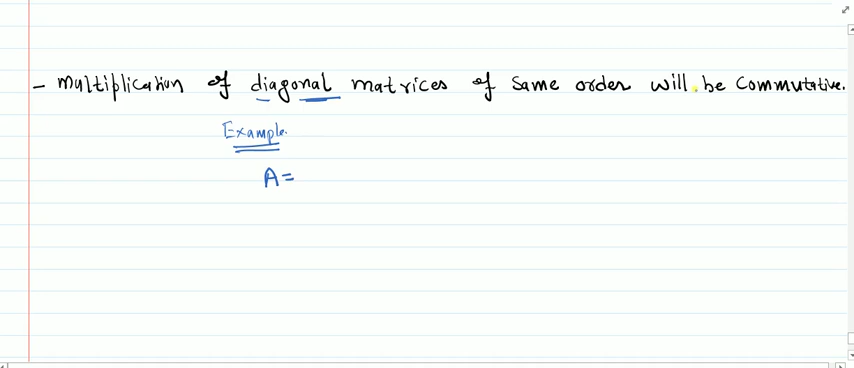 - Multiplication of diagonal matrices of same order will be commutative.
Example.
A=